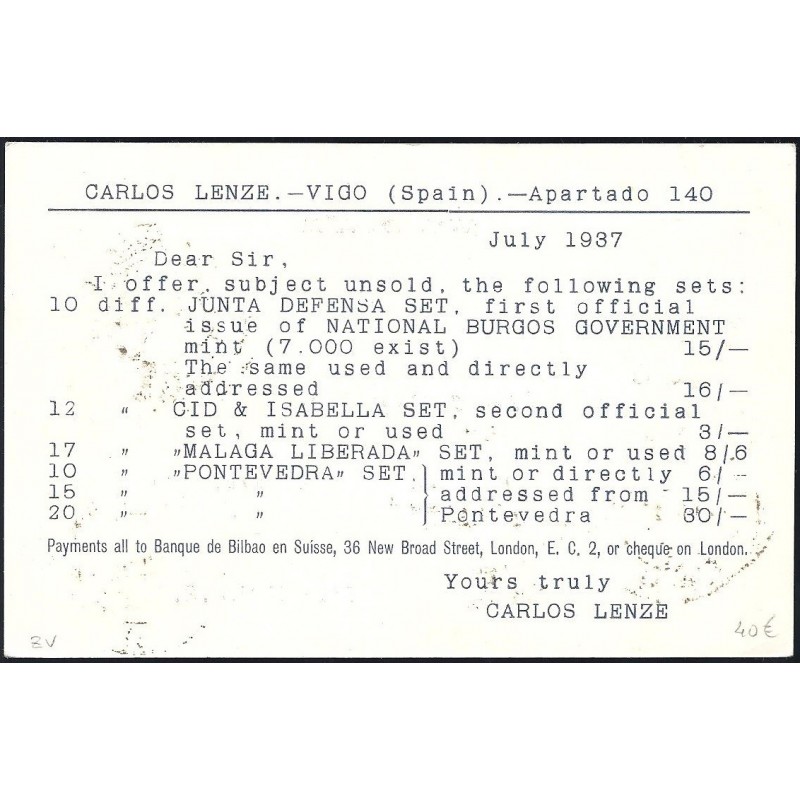 CARLOS LENZE.—VIGO (Spain).—Apartado 140
July 1937
Dear Sir,
I offer, subject unsold, the following sets:
10 diff. JUNTA DEFENSA SET, first official
issue of NATIONAL BURGOS GOVERNMENT
mint (7.000 exist) 15/—
The same used and directly
addressed 16/—
12 „ CID & ISABELLA SET, second official
set, mint or used 3/—
17 „ „MALAGA LIBERADA„ SET, mint or used 8/6
10 „ „PONTEVEDRA„ SET, mint or directly 6/—
15 „ „ addressed from 15/—
20 „ „ Pontevedra 30/—
Payments all to Banque de Bilbao en Suisse, 36 New Broad Street, London, E. C. 2, or cheque on London.
Yours truly
CARLOS LENZE
BV 40€